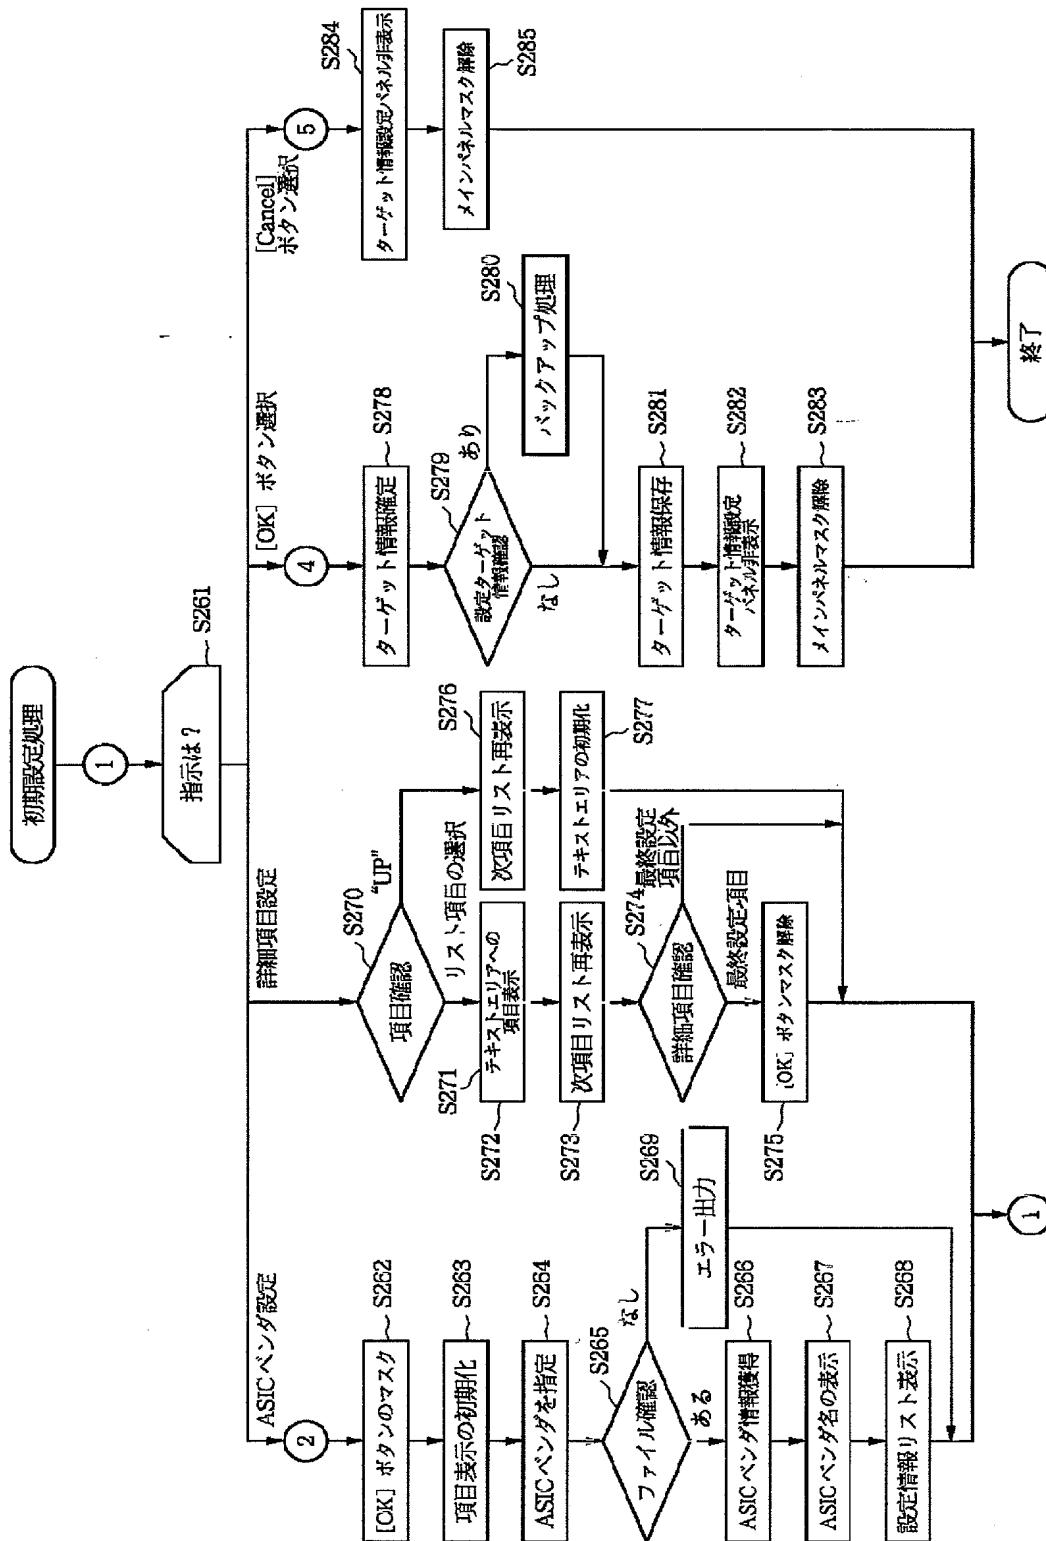 初期設定処理
1
指示は?
S261
ASICベンダ設定
2
[OK] ボタンのマスク
S262
項目表示の初期化
S263
ASICベンダを指定
S264
ファイル確認
S265
なし
ある
エラー出力
S269
ASICベンダ情報獲得
S266
ASICベンダ名の表示
S267
設定情報リスト表示
S268
詳細項目設定
項目確認
S270
“UP”
リスト項目の選択
S271
テキストエリアへの
項目表示
S272
次項目リスト再表示
S273
詳細項目確認
S274
最終設定
項目以外
最終設定項目
[OK] ボタンマスク解除
S275
次項目リスト再表示
S276
テキストエリアの初期化
S277
1
[OK] ボタン選択
4
ターゲット情報確定
S278
設定ターゲット
情報確認
S279
あり
なし
バックアップ処理
S280
ターゲット情報保存
S281
ターゲット情報設定
パネル非表示
S282
メインパネルマスク解除
S283
[Cancel]
ボタン選択
5
ターゲット情報設定パネル非表示
S284
メインパネルマスク解除
S285
終了